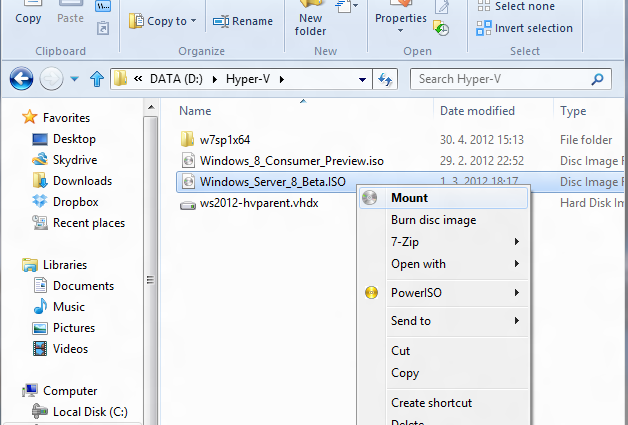 Copy
Paste
Copy to
Rename
New
folder
Properties
Select none
Invert selection
Clipboard
Organize
New
Open
Select
DATA (D:)
Hyper-V
Search Hyper-V
Favorites
Desktop
Skydrive
Downloads
Dropbox
Recent places
Libraries
Documents
Music
Pictures
Videos
Computer
Local Disk (C:)
Name Date modified Type
w7sp1x64 30. 4. 2012 15:13 File folder
Windows_8_Consumer_Preview.iso 29. 2. 2012 22:52 Disc Image
Windows_Server_8_Beta.ISO 1. 3. 2012 18:17 Disc Image
ws2012-hvparent.vhdx Hard Disk
Mount
Burn disc image
7-Zip
Open with
PowerISO
Send to
Cut
Copy
Create shortcut
Delete